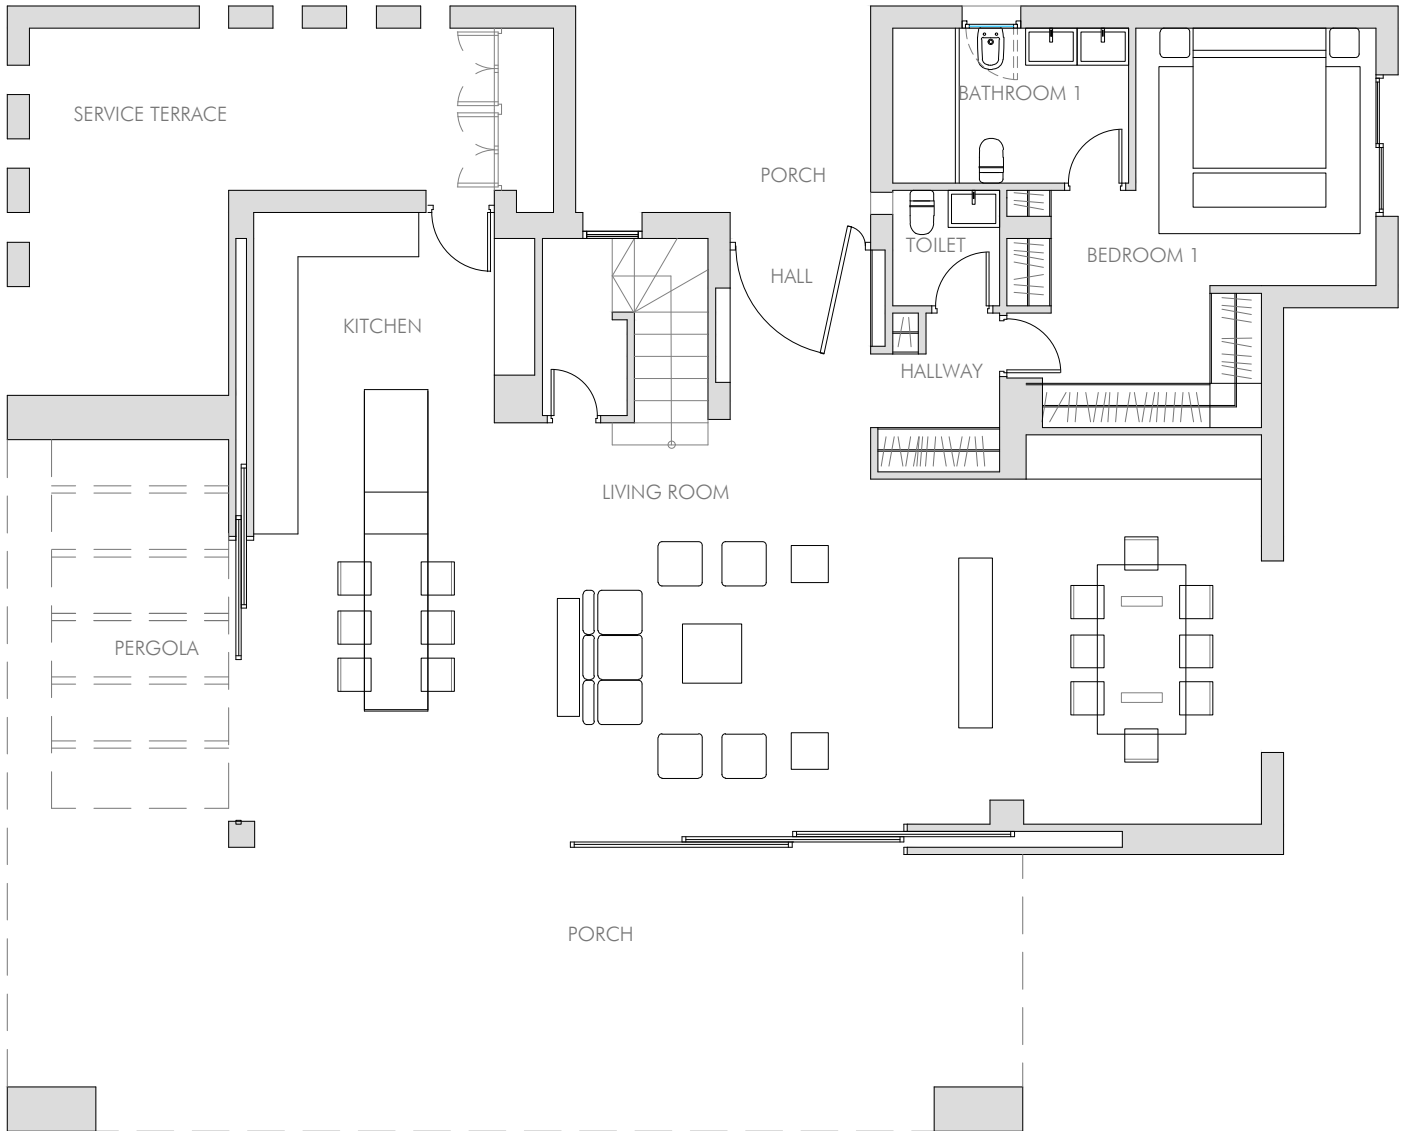 SERVICE TERRACE
BATHROOM 1
PORCH
TOILET
BEDROOM 1
HALL
KITCHEN
HALLWAY
LIVING ROOM
PERGOLA
PORCH